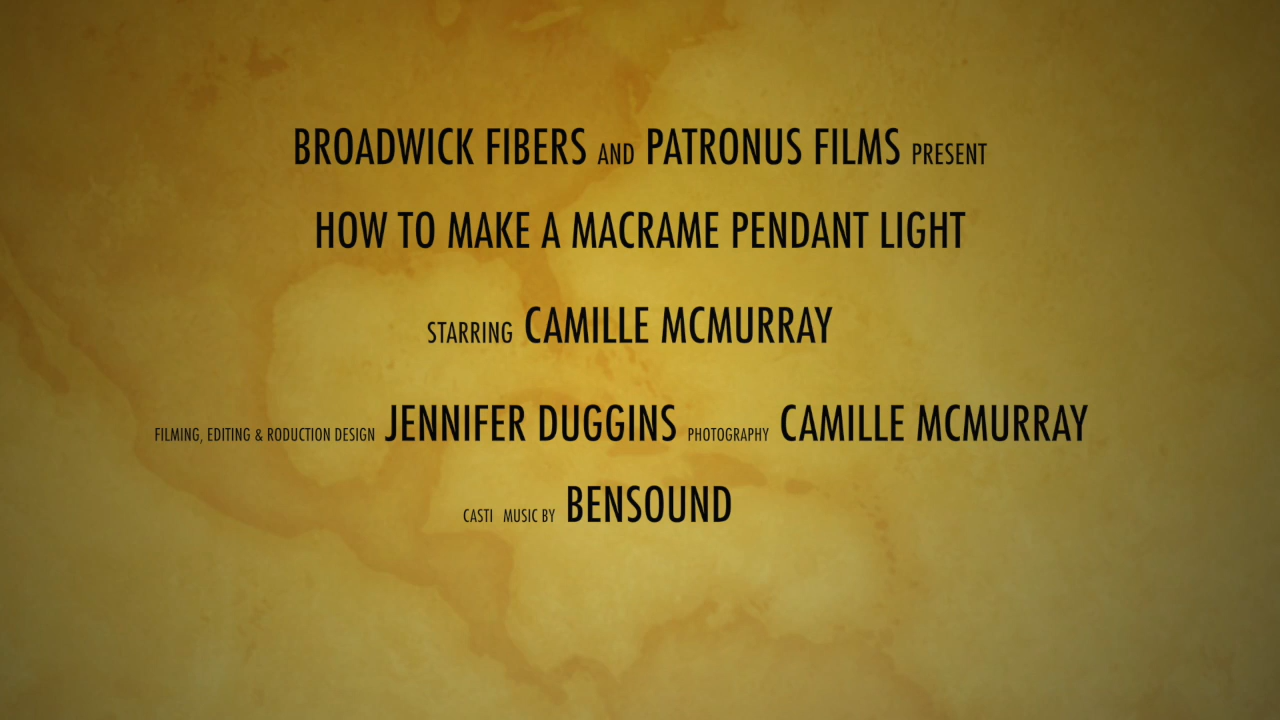 BROADWICK FIBERS AND PATRONUS FILMS PRESENT
HOW TO MAKE A MACRAME PENDANT LIGHT
STARRING CAMILLE MCMURRAY
FILMING, EDITING & RODUCTION DESIGN JENNIFER DUGGINS PHOTOGRAPHY CAMILLE MCMURRAY
CASTI MUSIC BY BENSOUND